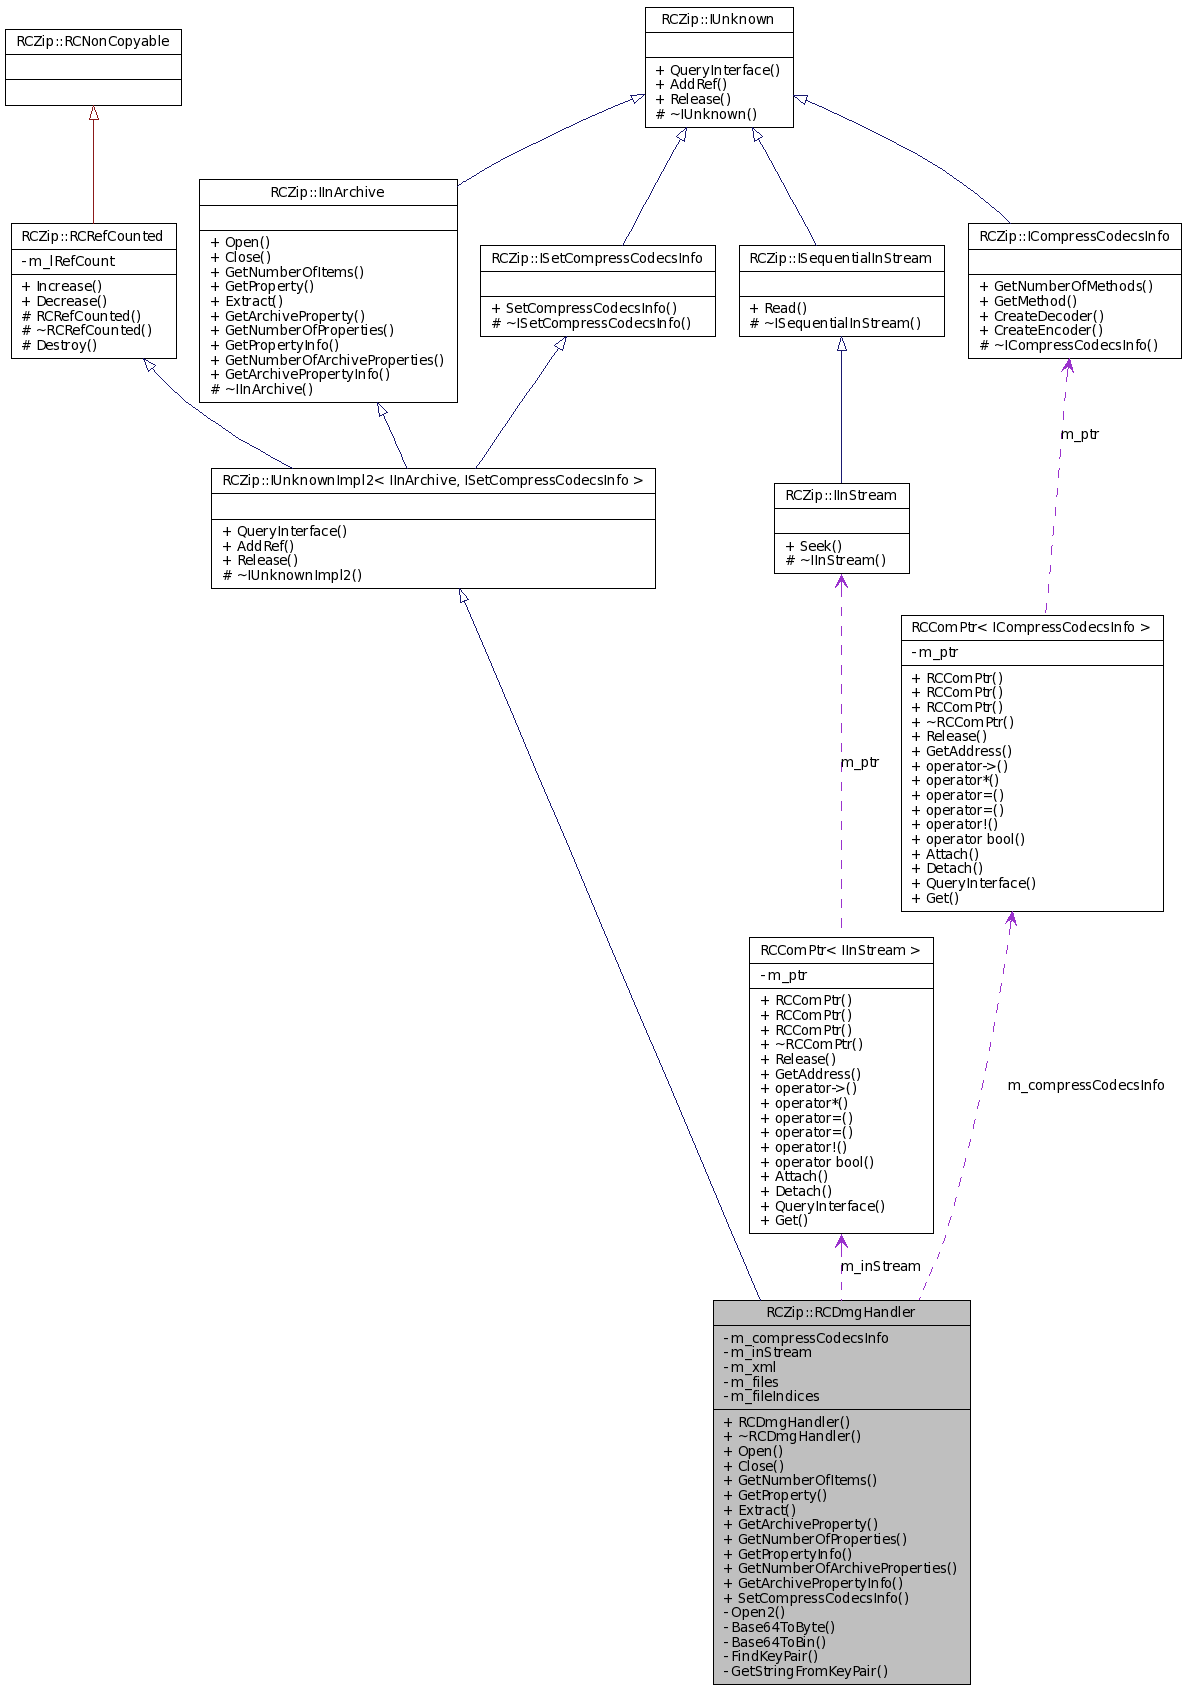 RCZip::IUnknown
+ QueryInterface()
+ AddRef()
+ Release()
# ~IUnknown()
RCZip::RCNonCopyable
RCZip::IInArchive
+ Open()
+ Close()
+ GetNumberOfItems()
+ GetProperty()
+ Extract()
+ GetArchiveProperty()
+ GetNumberOfProperties()
+ GetPropertyInfo()
+ GetNumberOfArchiveProperties()
+ GetArchivePropertyInfo()
# ~IInArchive()
RCZip::RCRefCounted
- m_lRefCount
+ Increase()
+ Decrease()
# RCRefCounted()
# ~RCRefCounted()
# Destroy()
RCZip::ISetCompressCodecsInfo
+ SetCompressCodecsInfo()
# ~ISetCompressCodecsInfo()
RCZip::ISequentialInStream
+ Read()
# ~ISequentialInStream()
RCZip::ICompressCodecsInfo
+ GetNumberOfMethods()
+ GetMethod()
+ CreateDecoder()
+ CreateEncoder()
# ~ICompressCodecsInfo()
m_ptr
RCZip::IUnknownImpl2< IInArchive, ISetCompressCodecsInfo >
+ QueryInterface()
+ AddRef()
+ Release()
# ~IUnknownImpl2()
RCZip::IInStream
+ Seek()
# ~IInStream()
RCComPtr< ICompressCodecsInfo >
- m_ptr
+ RCComPtr()
+ RCComPtr()
+ RCComPtr()
+ ~RCComPtr()
+ Release()
+ GetAddress()
+ operator->()
+ operator*()
+ operator=()
+ operator=()
+ operator!()
+ operator bool()
+ Attach()
+ Detach()
+ QueryInterface()
+ Get()
m_ptr
RCComPtr< IInStream >
- m_ptr
+ RCComPtr()
+ RCComPtr()
+ RCComPtr()
+ ~RCComPtr()
+ Release()
+ GetAddress()
+ operator->()
+ operator*()
+ operator=()
+ operator=()
+ operator!()
+ operator bool()
+ Attach()
+ Detach()
+ QueryInterface()
+ Get()
m_compressCodecsInfo
m_inStream
RCZip::RCDmgHandler
- m_compressCodecsInfo
- m_inStream
- m_xml
- m_files
- m_fileIndices
+ RCDmgHandler()
+ ~RCDmgHandler()
+ Open()
+ Close()
+ GetNumberOfItems()
+ GetProperty()
+ Extract()
+ GetArchiveProperty()
+ GetNumberOfProperties()
+ GetPropertyInfo()
+ GetNumberOfArchiveProperties()
+ GetArchivePropertyInfo()
+ SetCompressCodecsInfo()
- Open2()
- Base64ToByte()
- Base64ToBin()
- FindKeyPair()
- GetStringFromKeyPair()